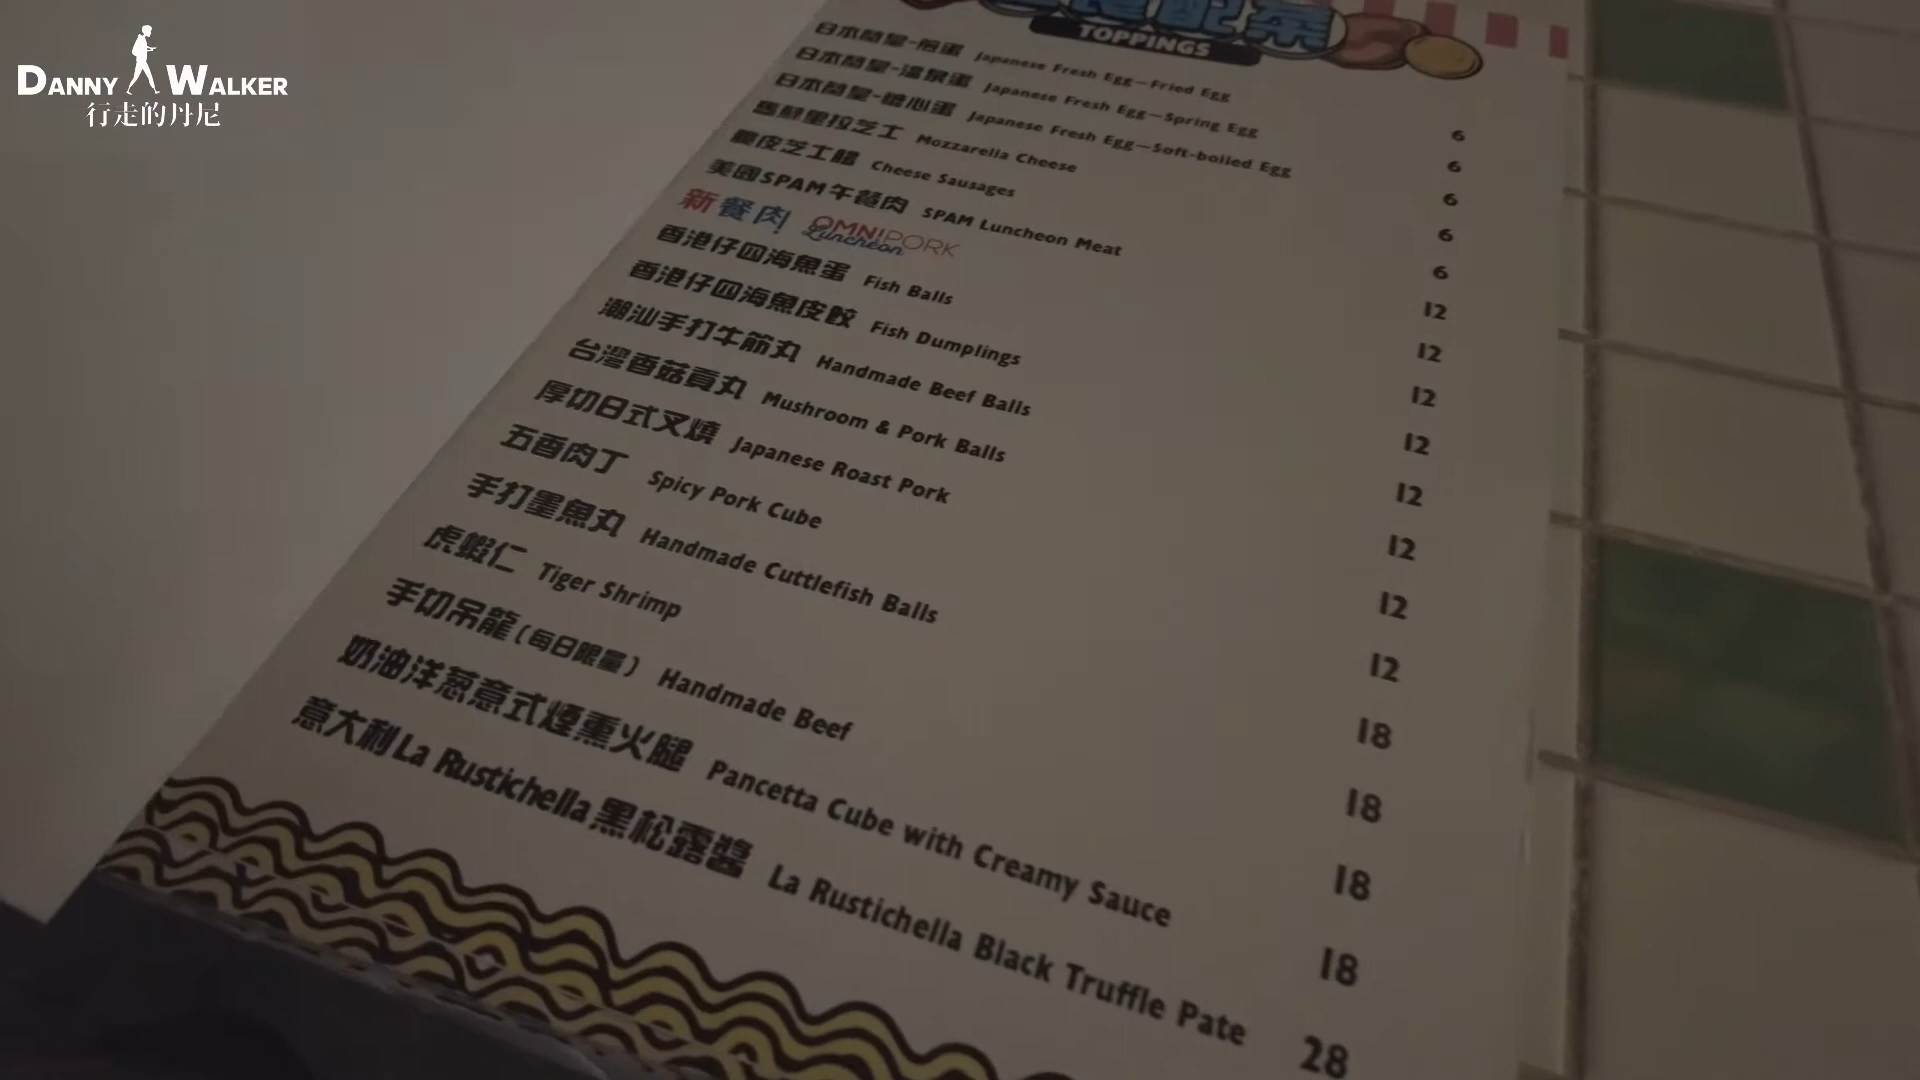 DANNY WALKER
行走的丹尼
配菜
TOPPINGS
日本茼皇-煎蛋 Japanese Fresh Egg—Fried Egg 6
日本茼皇-溫泉蛋 Japanese Fresh Egg—Spring Egg 6
日本茼皇-糖心蛋 Japanese Fresh Egg—Soft-boiled Egg 6
馬蘇里拉芝士 Mozzarella Cheese 6
脆皮芝士腸 Cheese Sausages 6
美國SPAM午餐肉 SPAM Luncheon Meat 12
新餐肉! OMNIPORK Luncheon 12
香港仔四海魚蛋 Fish Balls 12
香港仔四海魚皮餃 Fish Dumplings 12
潮汕手打牛筋丸 Handmade Beef Balls 12
台灣香菇貢丸 Mushroom & Pork Balls 12
厚切日式叉燒 Japanese Roast Pork 12
五香肉丁 Spicy Pork Cube 12
手打墨魚丸 Handmade Cuttlefish Balls 18
虎蝦仁 Tiger Shrimp 18
手切吊龍(每日限量) Handmade Beef 18
奶油洋葱意式煙熏火腿 Pancetta Cube with Creamy Sauce 18
意大利La Rustichella黑松露醬 La Rustichella Black Truffle Pate 28